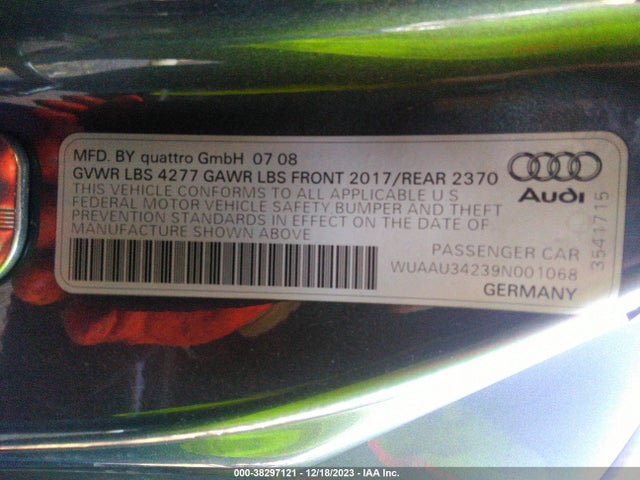 MFD. BY quattro GmbH 07 08
GVWR LBS 4277 GAWR LBS FRONT 2017/REAR 2370
THIS VEHICLE CONFORMS TO ALL APPLICABLE U S
FEDERAL MOTOR VEHICLE SAFETY, BUMPER AND THEFT
PREVENTION STANDARDS IN EFFECT ON THE DATE OF
MANUFACTURE SHOWN ABOVE
Audi
3541715
PASSENGER CAR
WUAAU34239N001068
GERMANY
000-38297121 - 12/18/2023 - IAA Inc.